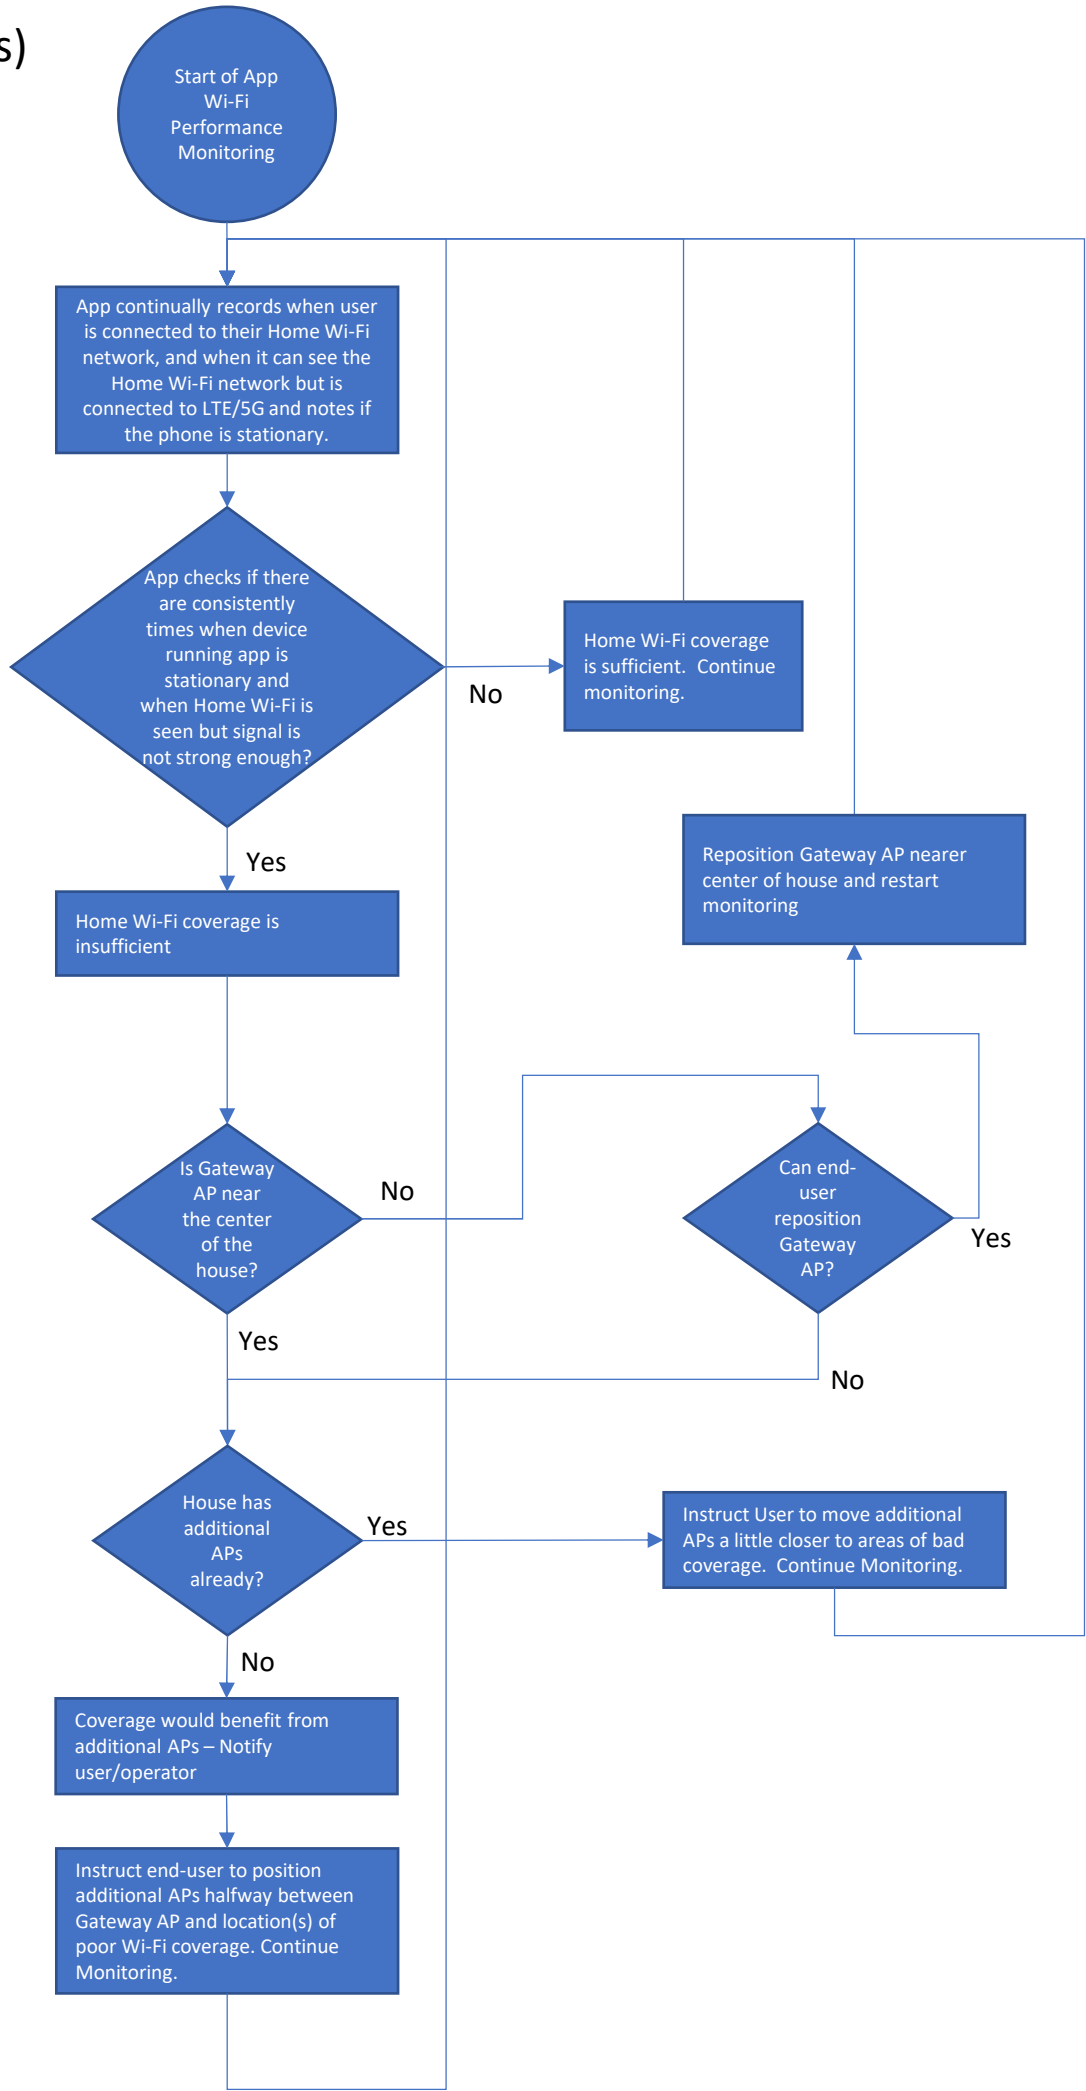 s)
Start of App
Wi-Fi
Performance
Monitoring
App continually records when user
is connected to their Home Wi-Fi
network, and when it can see the
Home Wi-Fi network but is
connected to LTE/5G and notes if
the phone is stationary.
App checks if there
are consistently
times when device
running app is
stationary and
when Home Wi-Fi is
seen but signal is
not strong enough?
No
Home Wi-Fi coverage
is sufficient.  Continue
monitoring.
Yes
Reposition Gateway AP nearer
center of house and restart
monitoring
Home Wi-Fi coverage is
insufficient
Is Gateway
AP near
the center
of the
house?
No
Can end-
user
reposition
Gateway
AP?
Yes
Yes
No
House has
additional
APs
already?
Yes
Instruct User to move additional
APs a little closer to areas of bad
coverage.  Continue Monitoring.
No
Coverage would benefit from
additional APs – Notify
user/operator
Instruct end-user to position
additional APs halfway between
Gateway AP and location(s) of
poor Wi-Fi coverage. Continue
Monitoring.